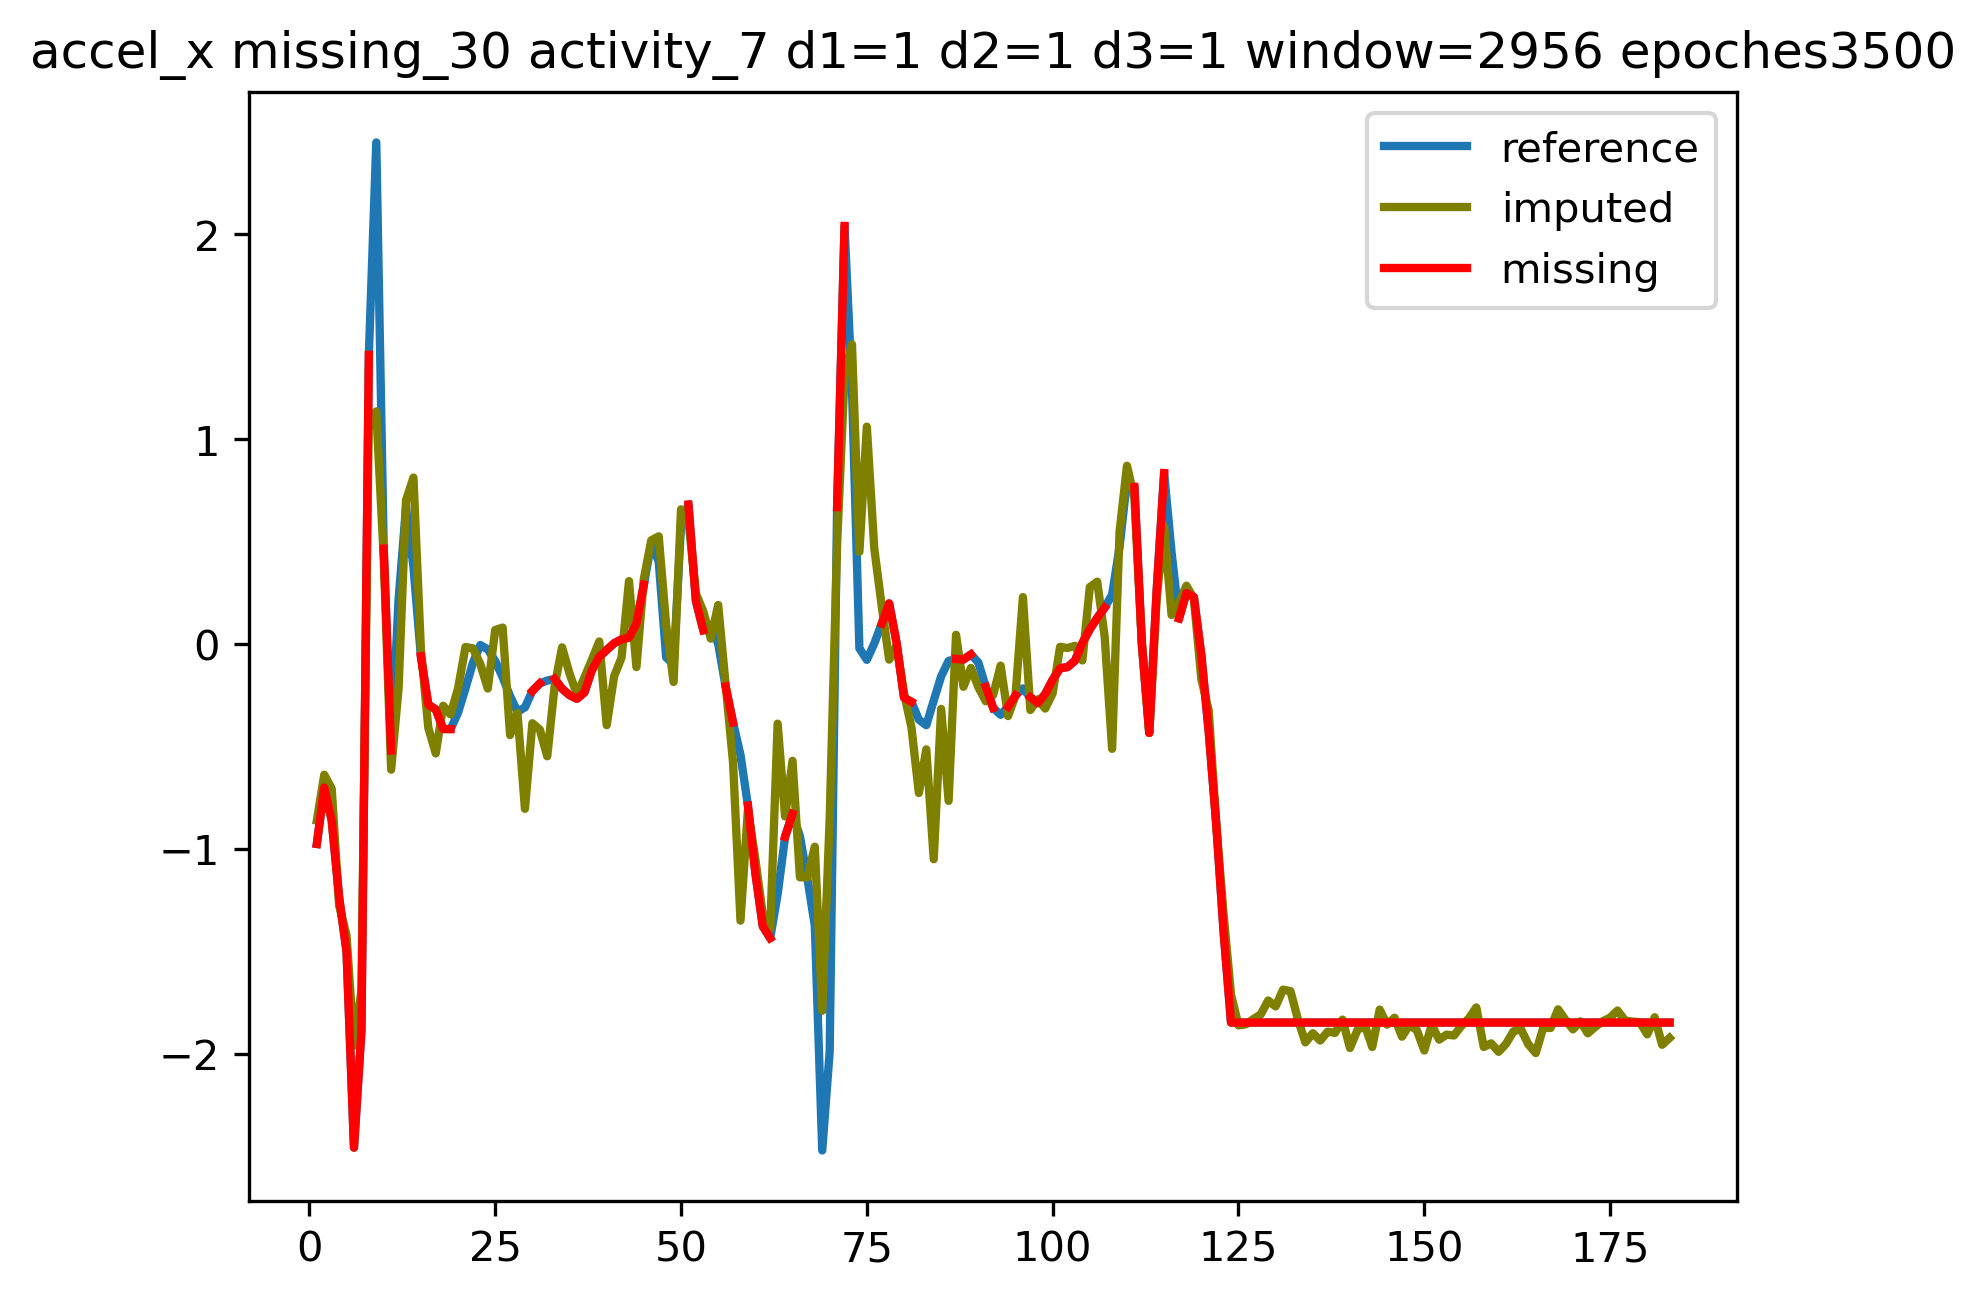 accel_x missing_30 activity_7 d1=1 d2=1 d3=1 window=2956 epoches3500
reference
imputed
missing
2
1
0
−1
−2
0 25 50 75 100 125 150 175